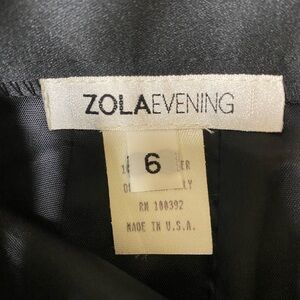 ZOLAEVENING
6
RN 100392
MADE IN U.S.A.